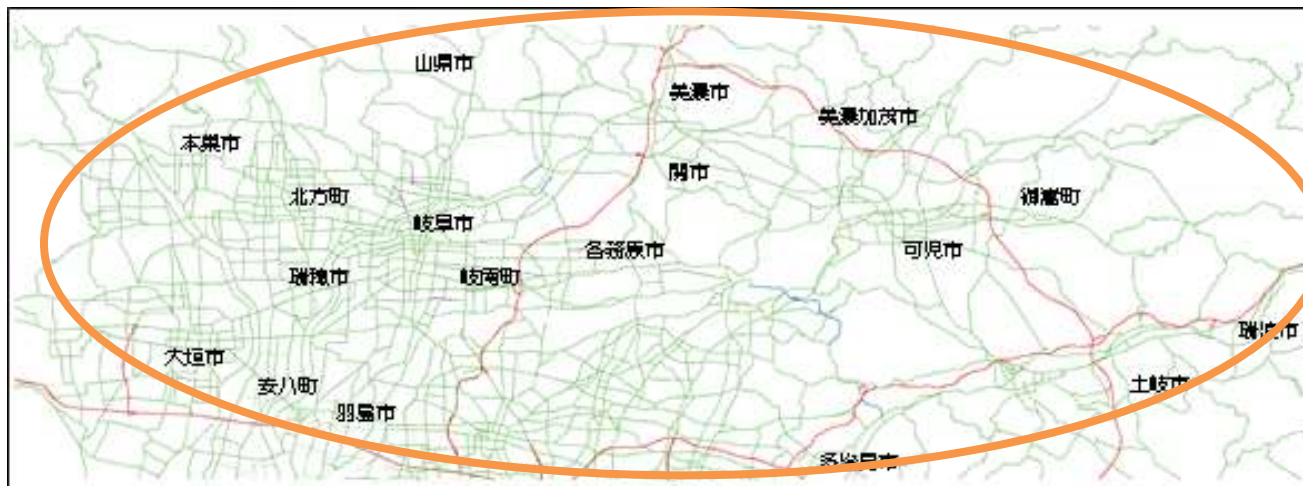 山県市
美濃市
美濃加茂市
本巣市
関市
北方町
御嵩町
岐阜市
各務原市
可児市
瑞穂市
岐南町
瑞浪市
大垣市
安八町
土岐市
羽島市
多治見市